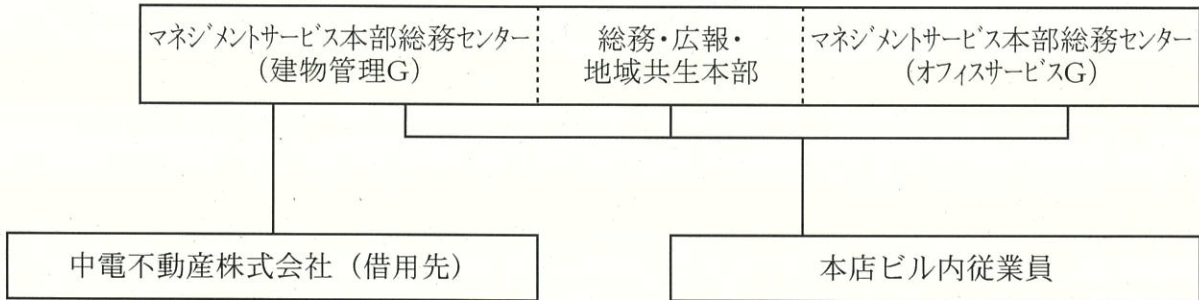 マネジメントサービス本部総務センター
(建物管理G)
総務・広報・
地域共生本部
マネジメントサービス本部総務センター
(オフィスサービスG)
中電不動産株式会社（借用先）
本店ビル内従業員